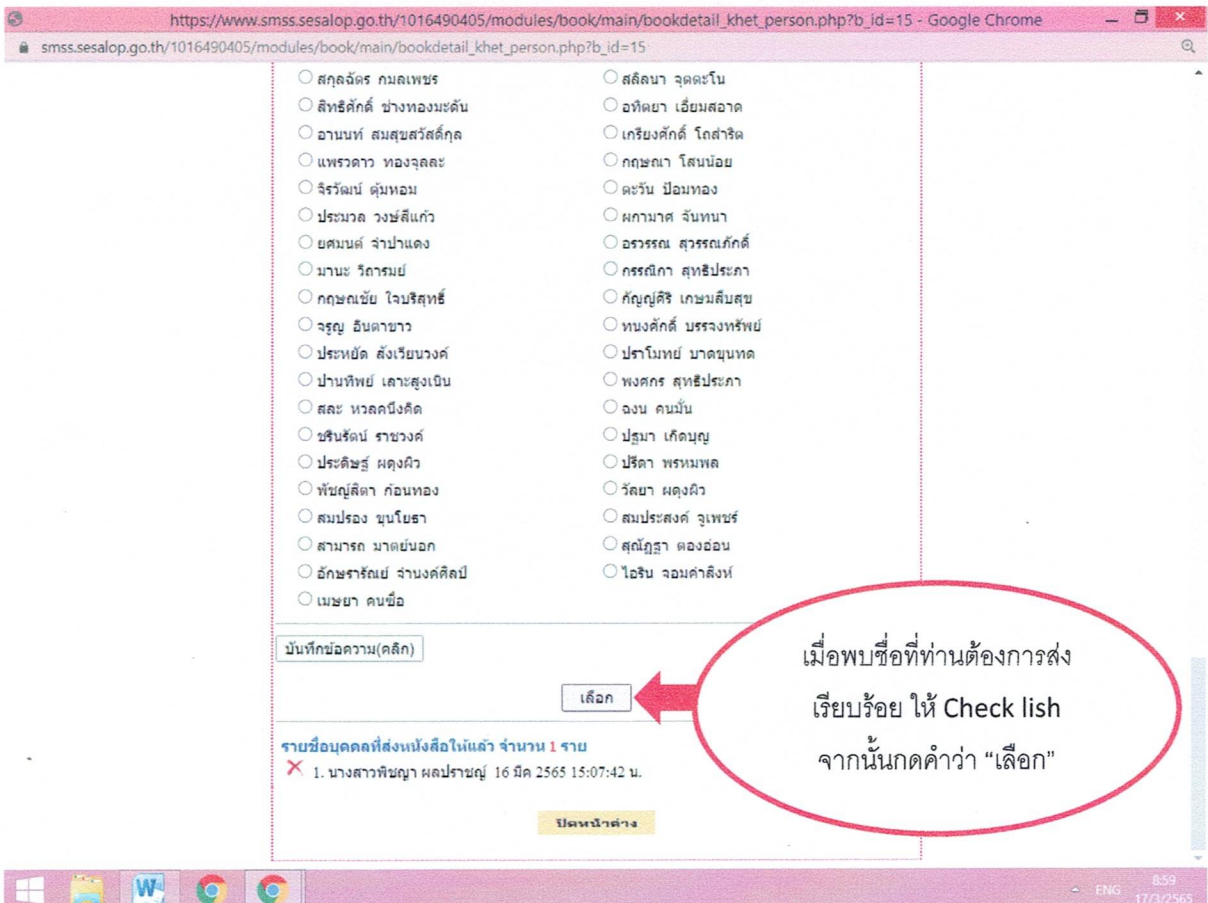 https://www.smss.sesalop.go.th/1016490405/modules/book/main/bookdetail_khet_person.php?b_id=15 - Google Chrome
smss.sesalop.go.th/1016490405/modules/book/main/bookdetail_khet_person.php?b_id=15
สกุลฉัตร กมลเพชร สลิลนา จุตตะโน
สิทธิศักดิ์ ช่างทองมะดัน อทิตยา เอี่ยมสอาด
อานนท์ สมสุขสวัสดิ์กุล เกรียงศักดิ์ โถสาริต
แพรวดาว ทองจุลละ กฤษณา โสนน้อย
จิรวัฒน์ ตุ้มหอม ตะวัน ป้อมทอง
ประมวล วงษ์สีแก้ว ผกามาศ จันทนา
ยศมนต์ จำปาแดง อรวรรณ สุวรรณภักดิ์
มานะ วิถารมย์ กรรณิกา สุทธิประภา
กฤษณชัย ใจบริสุทธิ์ กัญญ์ศิริ เกษมสืบสุข
จรูญ อินตาขาว ทนงศักดิ์ บรรจงทรัพย์
ประหยัด สังเวียนวงศ์ ปราโมทย์ บาดขุนทด
ปานทิพย์ เลาะสูงเนิน พงศกร สุทธิประภา
สละ หวลคนึงคิด ฉงน คนมั่น
ชรินรัตน์ ราชวงค์ ปฐมา เกิดบุญ
ประดิษฐ์ ผดุงผิว ปรีดา พรหมพล
พัชญ์สิตา ก้อนทอง วัลยา ผดุงผิว
สมปรอง ขุนโยธา สมประสงค์ จูเพชร์
สามารถ มาตย์นอก สุณัฏฐา ตองอ่อน
อักษรารัณย์ จำนงค์ศิลป์ ไอริน จอมคำสิงห์
เมษยา คนซื่อ
บันทึกข้อความ(คลิก)
เลือก
เมื่อพบชื่อที่ท่านต้องการส่ง
เรียบร้อย ให้ Check lish
จากนั้นกดคำว่า “เลือก”
รายชื่อบุคคลที่ส่งหนังสือให้แล้ว จำนวน 1 ราย
1. นางสาวพิชญา ผลปราชญ์ 16 มีค 2565 15:07:42 น.
ปิดหน้าต่าง
ENG
8:59
17/3/2565